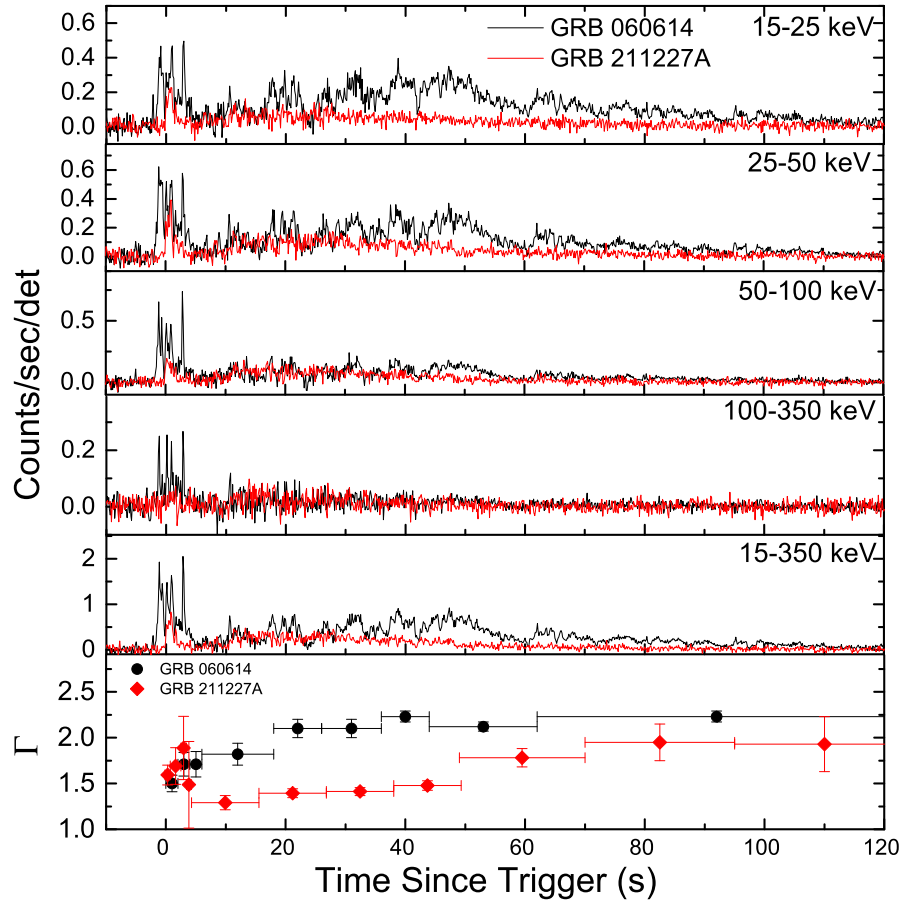 GRB 060614
GRB 211227A
15-25 keV
0.6
0.4
0.2
0.0
25-50 keV
0.6
0.4
0.2
0.0
50-100 keV
0.5
0.0
100-350 keV
0.2
0.0
15-350 keV
2
1
0
Counts/sec/det
GRB 060614
GRB 211227A
2.5
2.0
1.5
1.0
Γ
0
20
40
60
80
100
120
Time Since Trigger (s)